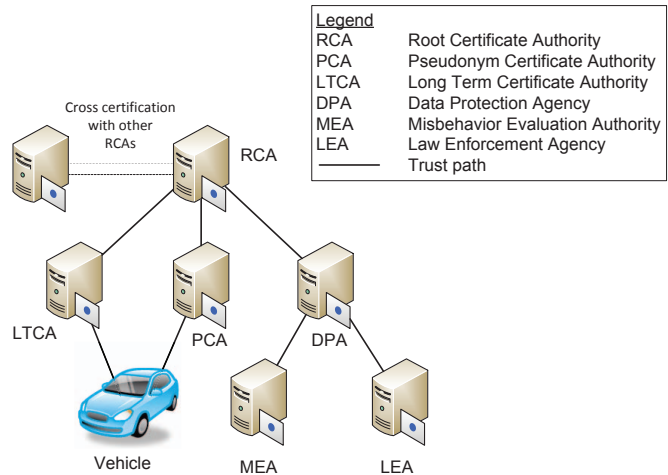 Legend
RCA Root Certificate Authority
PCA Pseudonym Certificate Authority
LTCA Long Term Certificate Authority
DPA Data Protection Agency
MEA Misbehavior Evaluation Authority
LEA Law Enforcement Agency
Trust path
Cross certification
with other
RCAs
RCA
LTCA
PCA
DPA
Vehicle
MEA
LEA